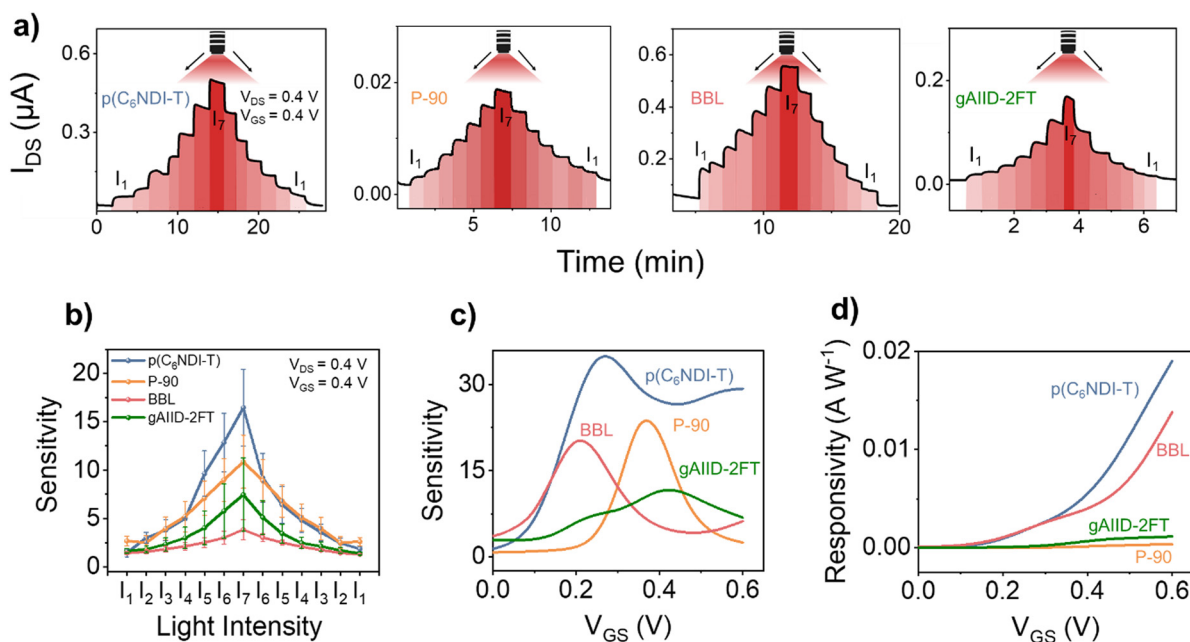 a)
I_DS (μA)
0.6
0.3
0.0
p(C₆NDI-T)
V_DS = 0.4 V
V_GS = 0.4 V
I₁
I₇
I₁
0
10
20
0.02
0.00
P-90
I₁
I₇
I₁
5
10
0.6
0.4
0.2
BBL
I₁
I₇
I₁
10
15
20
0.2
0.0
gAIID-2FT
I₁
I₇
I₁
2
4
6
Time (min)
b)
Sensitvity
20
15
10
5
0
p(C₆NDI-T)
P-90
BBL
gAIID-2FT
V_DS = 0.4 V
V_GS = 0.4 V
I₁ I₂ I₃ I₄ I₅ I₆ I₇ I₆ I₅ I₄ I₃ I₂ I₁
Light Intensity
c)
Sensitivity
30
15
0
p(C₆NDI-T)
BBL
P-90
gAIID-2FT
0.0 0.2 0.4 0.6
V_GS (V)
d)
Responsivity (A W⁻¹)
0.02
0.01
0.00
p(C₆NDI-T)
BBL
gAIID-2FT
P-90
0.0 0.2 0.4 0.6
V_GS (V)